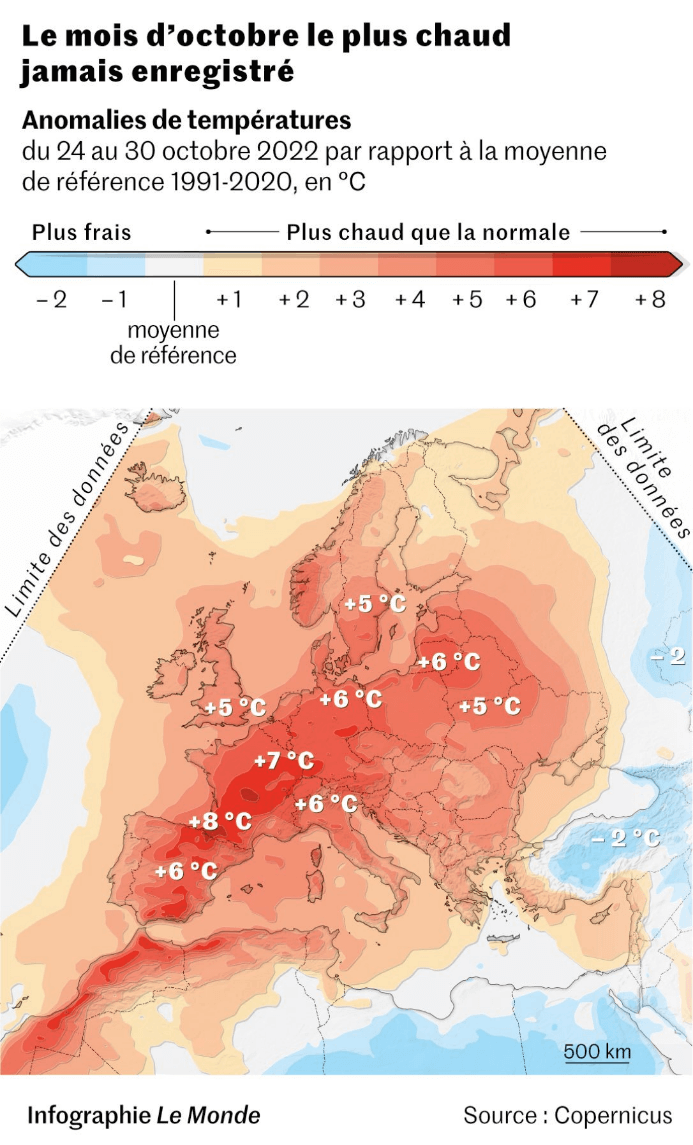 Le mois d’octobre le plus chaud
jamais enregistré
Anomalies de températures
du 24 au 30 octobre 2022 par rapport à la moyenne
de référence 1991-2020, en °C
Plus frais
Plus chaud que la normale
– 2 – 1 +1 +2 +3 +4 +5 +6 +7 +8
moyenne
de référence
Limite des données
Limite
des données
+5 °C
+6 °C
– 2
+6 °C
+5 °C
+5 °C
+7 °C
+6 °C
+8 °C
– 2 °C
+6 °C
500 km
Infographie Le Monde
Source : Copernicus